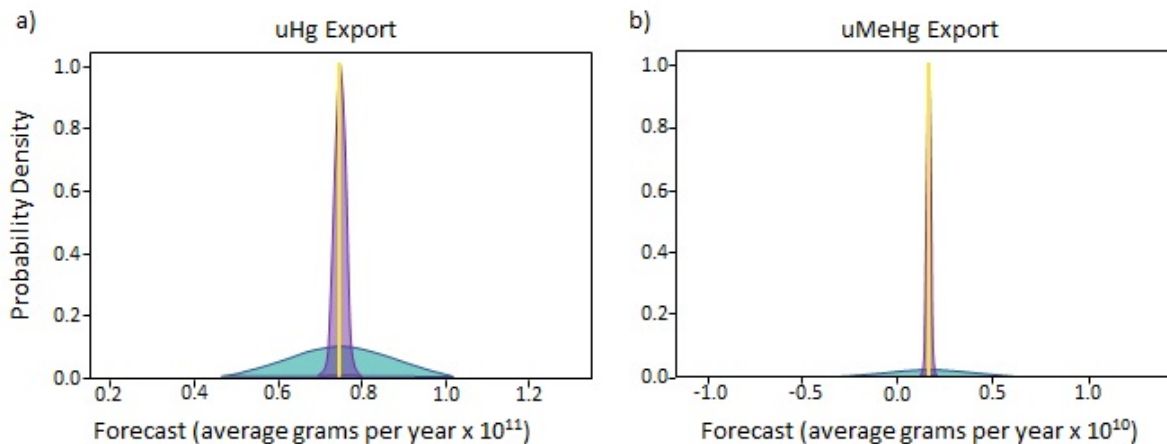 a)
uHg Export
1.0
0.8
0.6
0.4
0.2
0.0
Probability Density
0.2 0.4 0.6 0.8 1.0 1.2
Forecast (average grams per year x 10¹¹)
b)
uMeHg Export
1.0
0.8
0.6
0.4
0.2
0.0
-1.0 -0.5 0.0 0.5 1.0
Forecast (average grams per year x 10¹⁰)